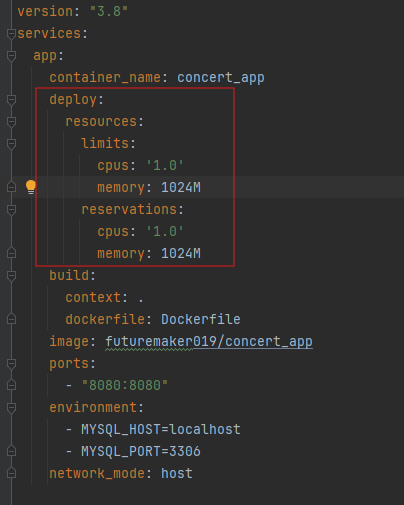 version: "3.8"
services:
  app:
    container_name: concert_app
    deploy:
      resources:
        limits:
          cpus: '1.0'
          memory: 1024M
        reservations:
          cpus: '1.0'
          memory: 1024M
    build:
      context: .
      dockerfile: Dockerfile
    image: futuremaker019/concert_app
    ports:
      - "8080:8080"
    environment:
      - MYSQL_HOST=localhost
      - MYSQL_PORT=3306
    network_mode: host